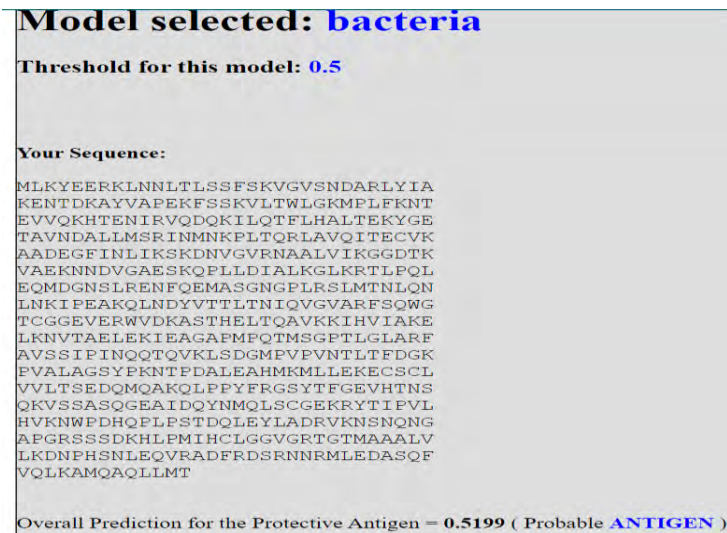 Model selected: bacteria
Threshold for this model: 0.5
Your Sequence:
MLKYEERKLNNLTLSSFSKVGVSNDARLYIA
KENTDKAYVAPEKFSSKVLTWLGKMPLFKNT
EVVQKHTENIRVQDQKILQTFLHALTEKYGE
TAVNDALLMSRINMNKPLTQRLAVQITECVK
AADEGFINLIKSKDNVGVRNAALVIKGGDTK
VAEKNNDVGAESKQPLLDIALKGLKRTLPQL
EQMDGNSLRENFQEMASGNGPLRSLMTNLQN
LNKIPEAKQLNDYVTTLTNIQVGVARFSQWG
TCGGEVERWVDKASTHELTQAVKKIHVIAKE
LKNVTAELEKIEAGAPMPQTMSGPTLGLARF
AVSSIPINQQTQVKLSDGMPVPVNTLTFDGK
PVALAGSYPKNTPDALEAHMKMLLEKECSCL
VVLTSEDQMQAKQLPPYFRGSYTFGEVHTNS
QKVSSASQGEAIDQYNMQLSCGEKRYTIPVL
HVKNWPDHQPLPSTDQLEYLADRVKNSNQNG
APGRSSSDKHLPMIHCLGGVGRTGTMAAALV
LKDNPHSNLEQVRADFRDSRNNRMLEDASQF
VQLKAMQAQLLMT
Overall Prediction for the Protective Antigen = 0.5199 ( Probable ANTIGEN )